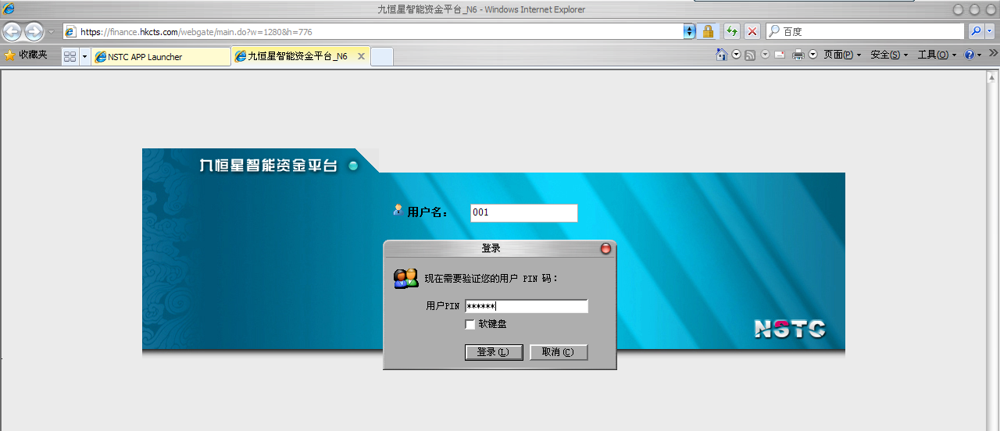 九恒星智能资金平台_N6 - Windows Internet Explorer
https://finance.hkcts.com/webgate/main.do?w=1280&h=776
百度
收藏夹
NSTC APP Launcher
九恒星智能资金平台_N6
页面(P)
安全(S)
工具(O)
九恒星智能资金平台
用户名：
001
登录
现在需要验证您的用户 PIN 码：
用户PIN
******
软键盘
登录(L)
取消(C)
NSTC